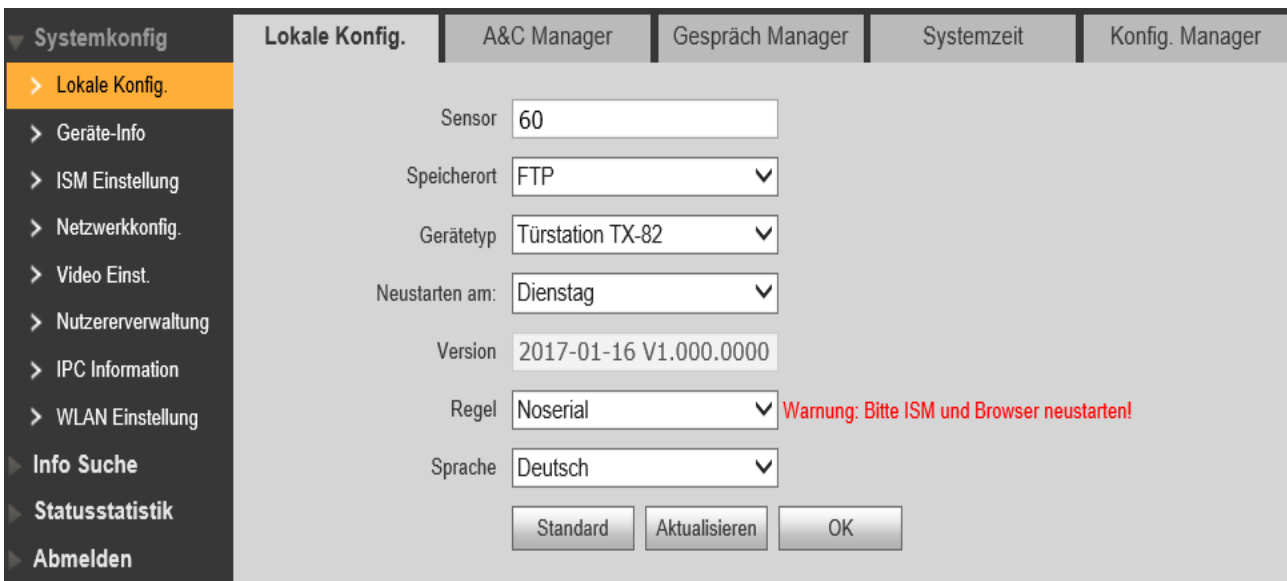 Systemkonfig
Lokale Konfig.
Geräte-Info
ISM Einstellung
Netzwerkkonfig.
Video Einst.
Nutzererverwaltung
IPC Information
WLAN Einstellung
Info Suche
Statusstatistik
Abmelden
Lokale Konfig. A&C Manager Gespräch Manager Systemzeit Konfig. Manager
Sensor 60
Speicherort FTP
Gerätetyp Türstation TX-82
Neustarten am: Dienstag
Version 2017-01-16 V1.000.0000
Regel Noserial Warnung: Bitte ISM und Browser neustarten!
Sprache Deutsch
Standard Aktualisieren OK